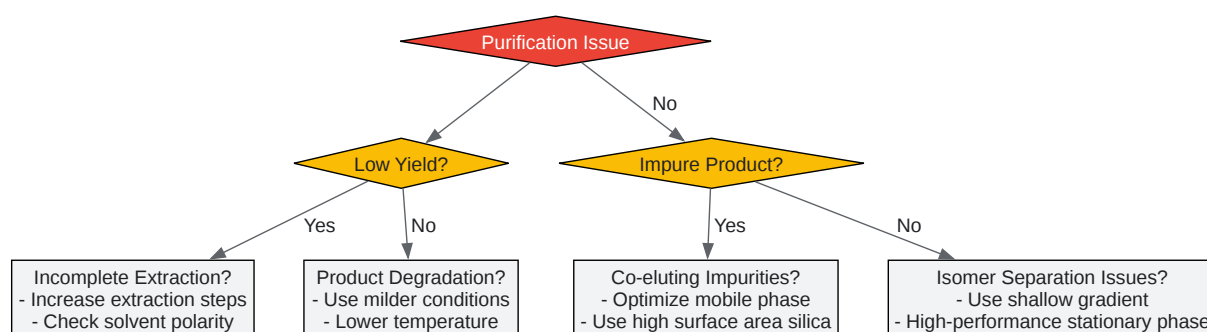 Purification Issue
No
Low Yield?
Impure Product?
Yes
No
Yes
No
Incomplete Extraction?
- Increase extraction steps
- Check solvent polarity
Product Degradation?
- Use milder conditions
- Lower temperature
Co-eluting Impurities?
- Optimize mobile phase
- Use high surface area silica
Isomer Separation Issues?
- Use shallow gradient
- High-performance stationary phase